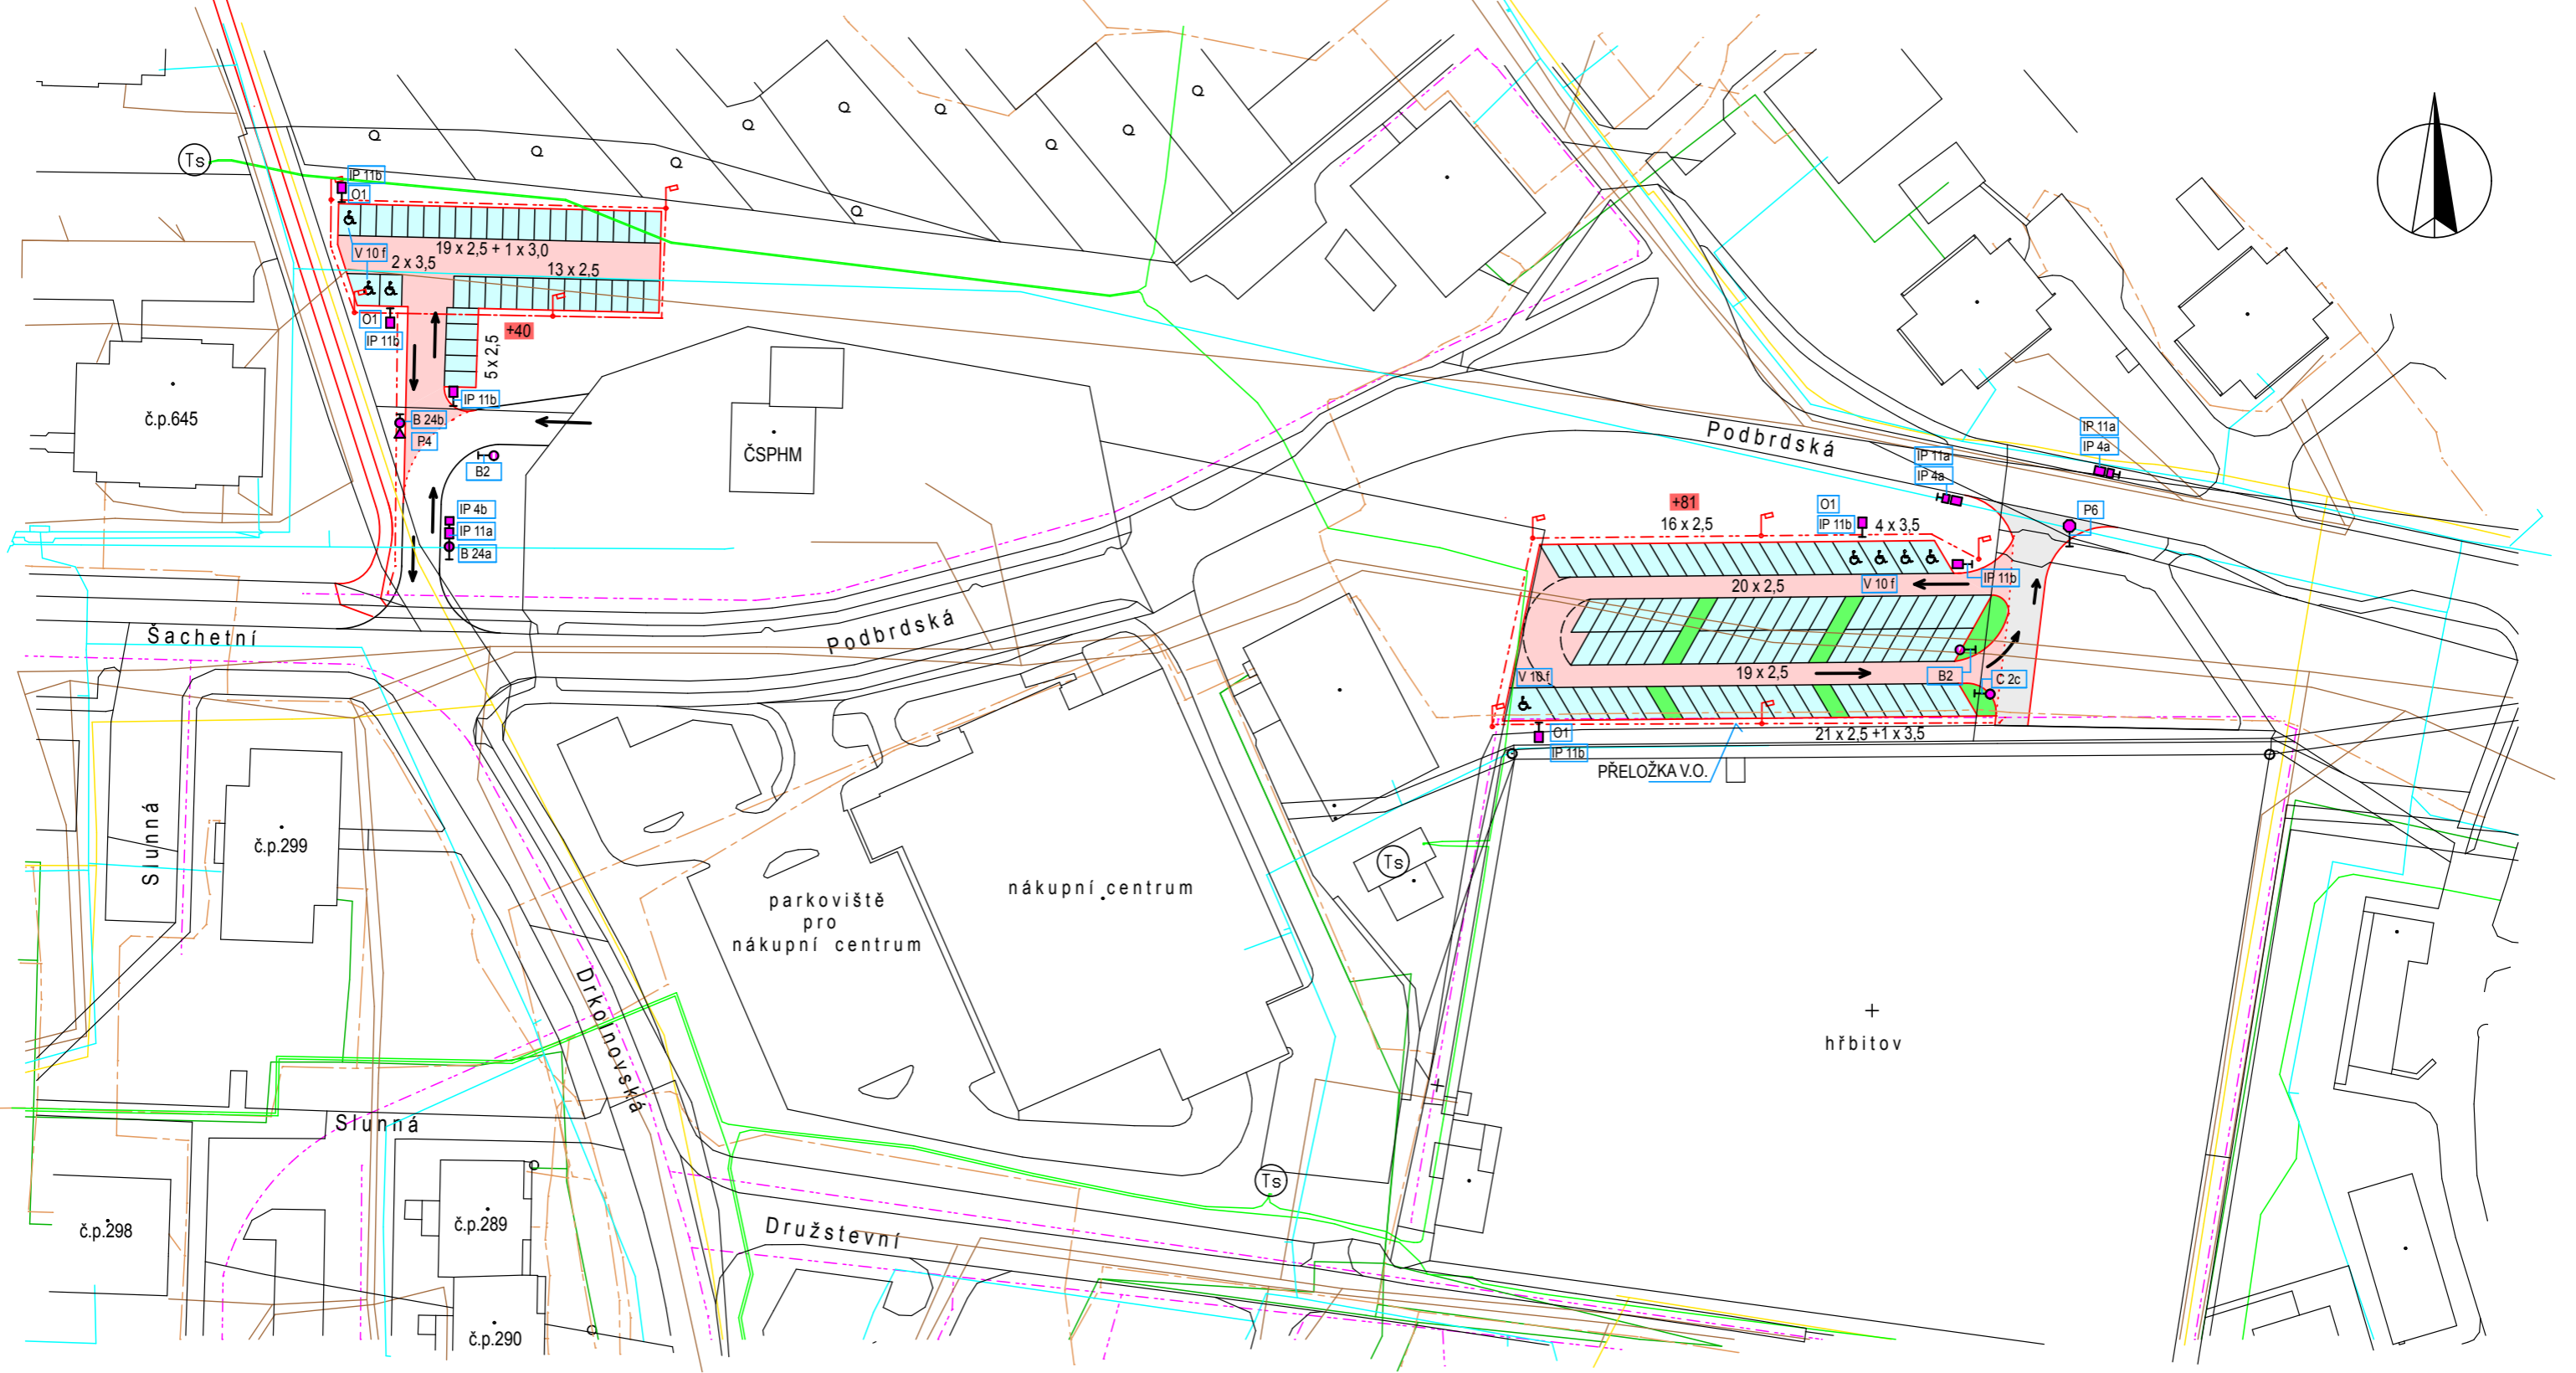 Ts
IP 11b
O1
V 10 f
19 x 2,5 + 1 x 3,0
2 x 3,5
13 x 2,5
O1
IP 11b
+40
5 x 2,5
IP 11b
B 24b
P4
B2
IP 4b
IP 11a
B 24a
č.p.645
ČSPHM
Podbrdská
IP 11a
IP 4a
IP 11a
IP 4a
P6
+81
16 x 2,5
O1
IP 11b
4 x 3,5
IP 11b
V 10 f
20 x 2,5
19 x 2,5
V 10 f
B2
C 2c
O1
IP 11b
21 x 2,5 +1 x 3,5
PŘELOŽKA V.O.
Šachetní
Podbrdská
Slunná
č.p.299
parkoviště
pro
nákupní centrum
nákupní centrum
Ts
Drkolnovská
hřbitov
Slunná
č.p.298
č.p.289
č.p.290
Ts
Družstevní